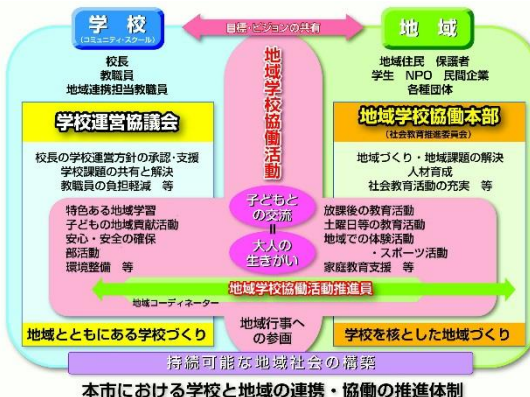 学校
(コミュニティ・スクール)
目標・ビジョンの共有
地域
校長
教職員
地域連携担当教職員
地域住民 保護者
学生 NPO 民間企業
各種団体
地域学校協働活動
学校運営協議会
地域学校協働本部
(社会教育推進委員会)
校長の学校運営方針の承認・支援
学校課題の共有と解決
教職員の負担軽減 等
地域づくり・地域課題の解決
人材育成
社会教育活動の充実 等
子どもと
の交流
=
大人の
生きがい
特色ある地域学習
子どもの地域貢献活動
安心・安全の確保
部活動
環境整備 等
放課後の教育活動
土曜日等の教育活動
地域での体験活動
・スポーツ活動
家庭教育支援 等
地域学校協働活動推進員
地域コーディネーター
地域とともにある学校づくり
地域行事へ
の参画
学校を核とした地域づくり
持続可能な地域社会の構築
本市における学校と地域の連携・協働の推進体制